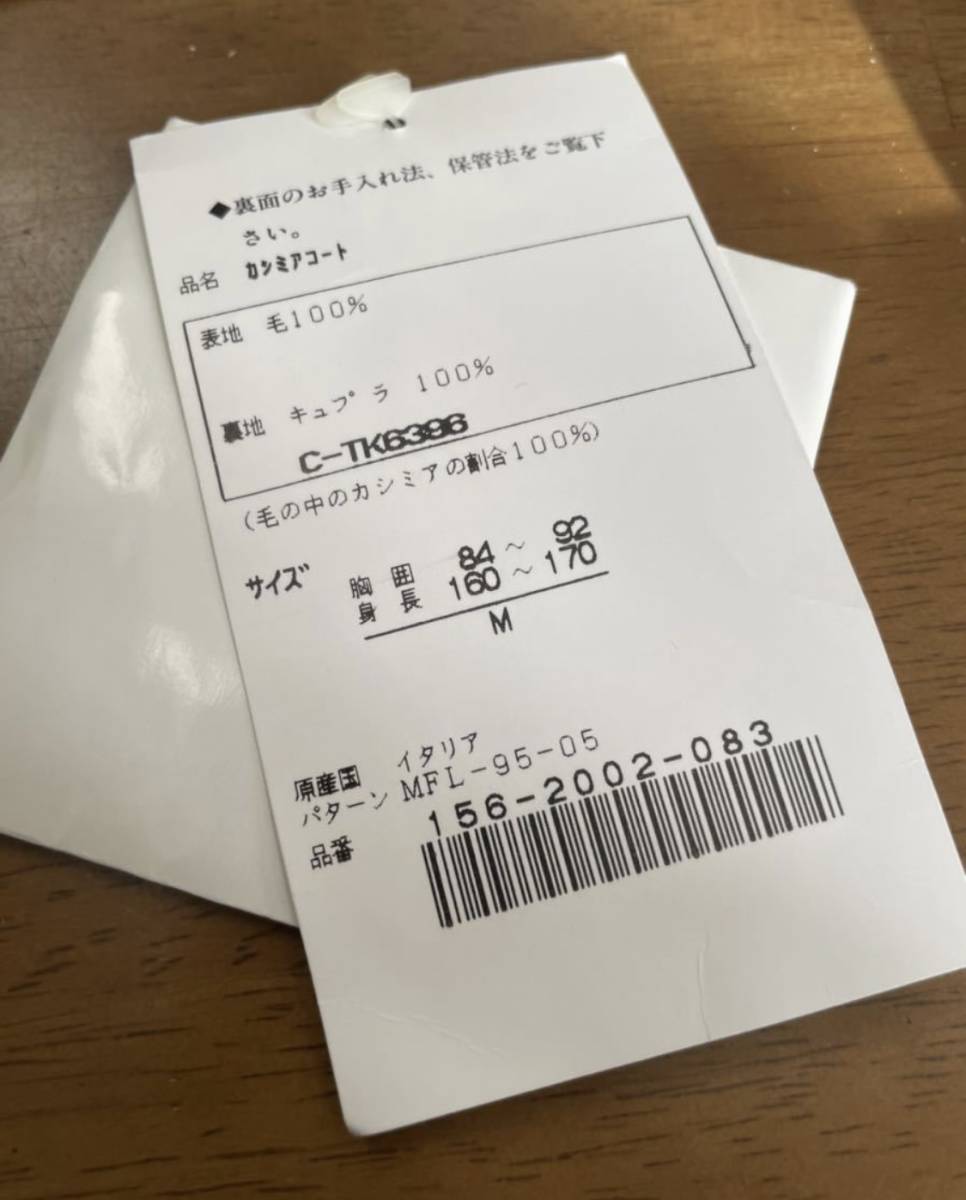 ◆裏面のお手入れ法、保管法をご覧下
さい。
品名 カシミアコート
表地 毛100%
裏地 キュプラ 100%
C-TK6396
(毛の中のカシミアの割合100%)
サイズ 胸囲 84~92
身長 160~170
M
原産国 イタリア
パターン MFL-95-05
品番 156-2002-083